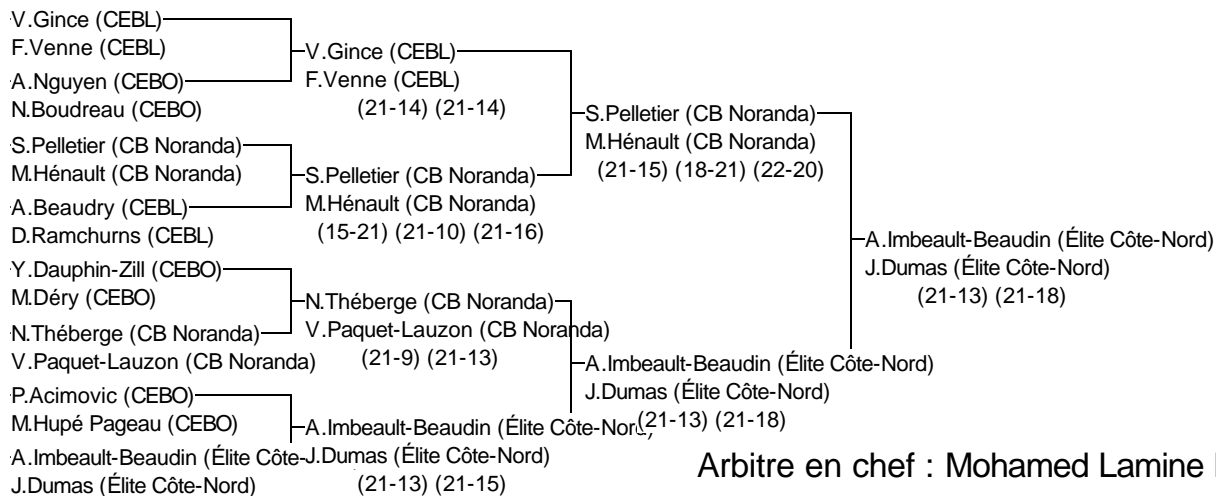 V.Gince (CEBL)
F.Venne (CEBL)
A.Nguyen (CEBO)
N.Boudreau (CEBO)
S.Pelletier (CB Noranda)
M.Hénault (CB Noranda)
A.Beaudry (CEBL)
D.Ramchurns (CEBL)
Y.Dauphin-Zill (CEBO)
M.Déry (CEBO)
N.Théberge (CB Noranda)
V.Paquet-Lauzon (CB Noranda)
P.Acimovic (CEBO)
M.Hupé Pageau (CEBO)
A.Imbeault-Beaudin (Élite Côte-
J.Dumas (Élite Côte-Nord)
V.Gince (CEBL)
F.Venne (CEBL)
(21-14) (21-14)
S.Pelletier (CB Noranda)
M.Hénault (CB Noranda)
(15-21) (21-10) (21-16)
N.Théberge (CB Noranda)
V.Paquet-Lauzon (CB Noranda)
(21-9) (21-13)
A.Imbeault-Beaudin (Élite Côte-Nord)
J.Dumas (Élite Côte-Nord)
(21-13) (21-15)
S.Pelletier (CB Noranda)
M.Hénault (CB Noranda)
(21-15) (18-21) (22-20)
A.Imbeault-Beaudin (Élite Côte-Nord)
J.Dumas (Élite Côte-Nord)
(21-13) (21-18)
A.Imbeault-Beaudin (Élite Côte-Nord)
J.Dumas (Élite Côte-Nord)
(21-13) (21-18)
Arbitre en chef : Mohamed Lamine